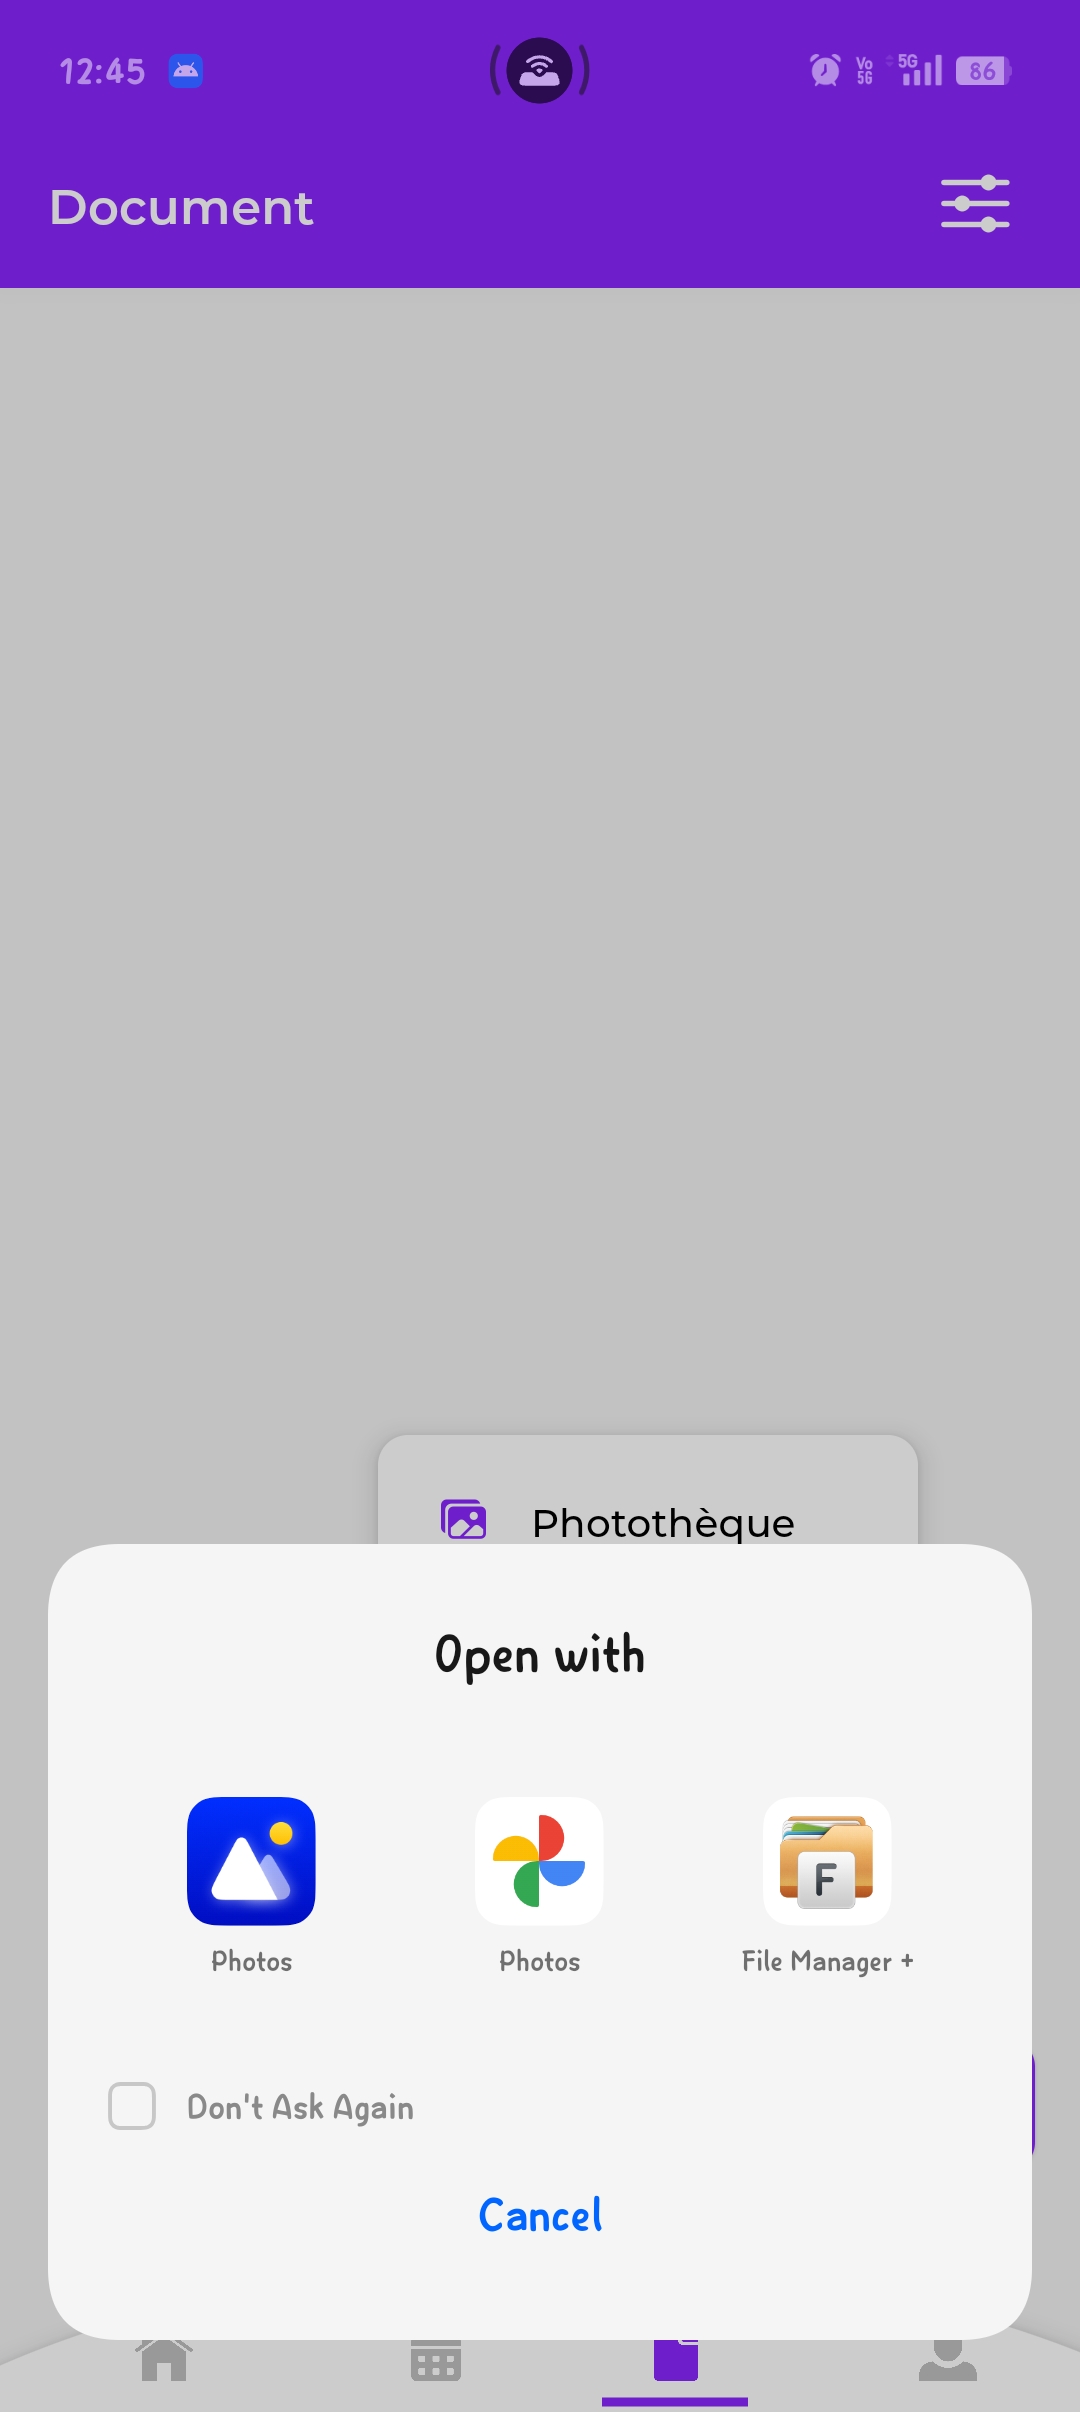 12:45
Vo
5G
5G
86
Document
Photothèque
Open with
Photos
Photos
F
File Manager +
Don't Ask Again
Cancel